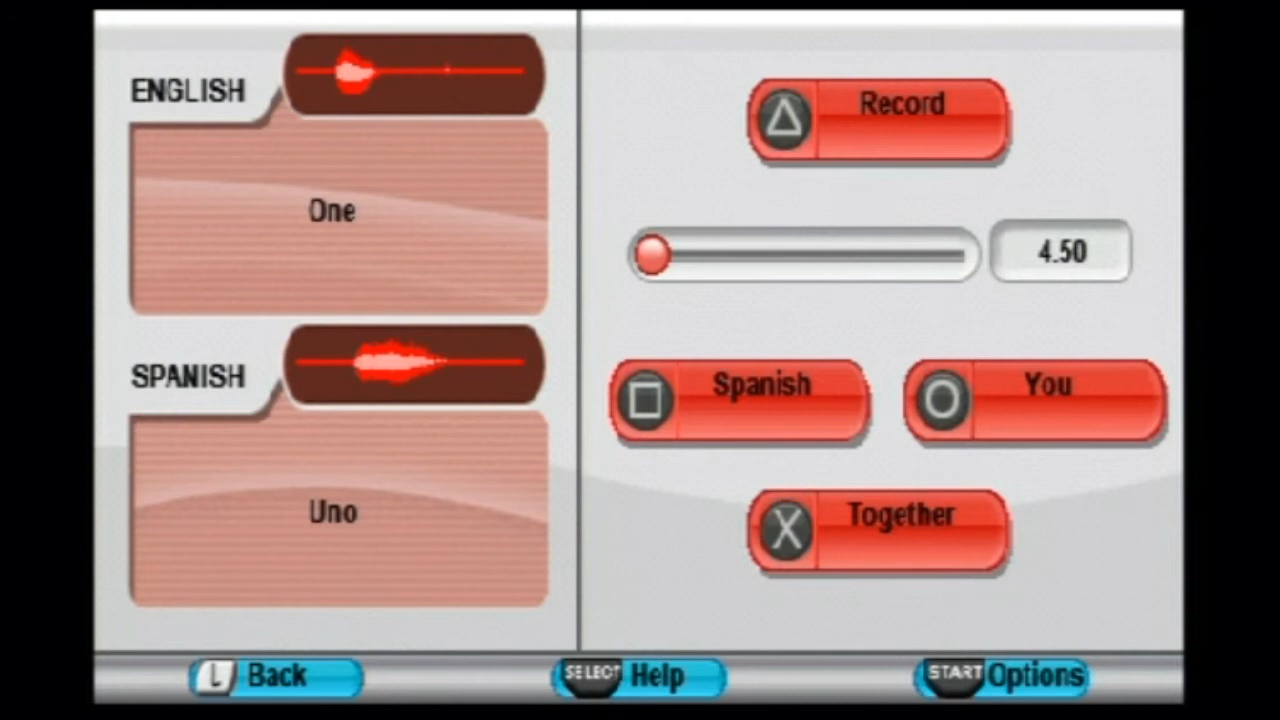 ENGLISH
One
SPANISH
Uno
Record
4.50
Spanish
You
X Together
L Back
SELECT Help
START Options